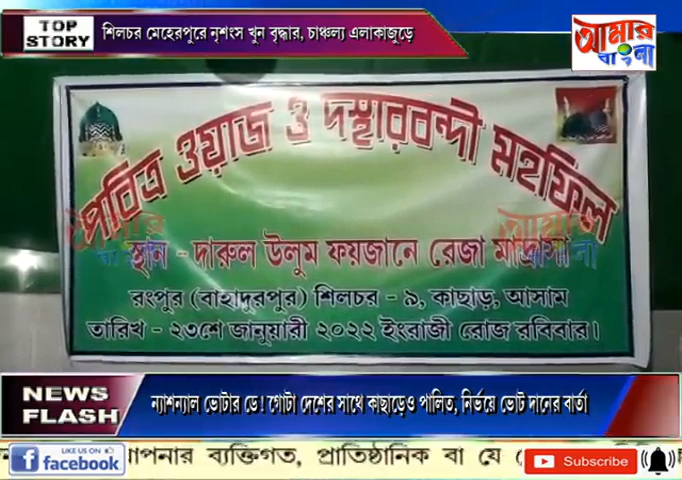 TOP
STORY
শিলচর মেহেরপুরে নৃশংস খুন বৃদ্ধার, চাঞ্চল্য এলাকাজুড়ে
আমার
বাংলা
পবিত্র ওয়াজ ও দস্থারবন্দী মহফিল
স্থান - দারুল উলুম ফয়জানে রেজা মাদ্রাসা
রংপুর (বাহাদুরপুর) শিলচর - ৯, কাছাড়, আসাম
তারিখ - ২৩শে জানুয়ারী ২০২২ ইংরাজী রোজ রবিবার।
NEWS
FLASH
ন্যাশন্যাল ভোটার ডে! গোটা দেশের সাথে কাছাড়েও পালিত, নির্ভয়ে ভোট দানের বার্তা
LIKE US ON
facebook
আপনার ব্যক্তিগত, প্রাতিষ্ঠানিক বা যে
Subscribe